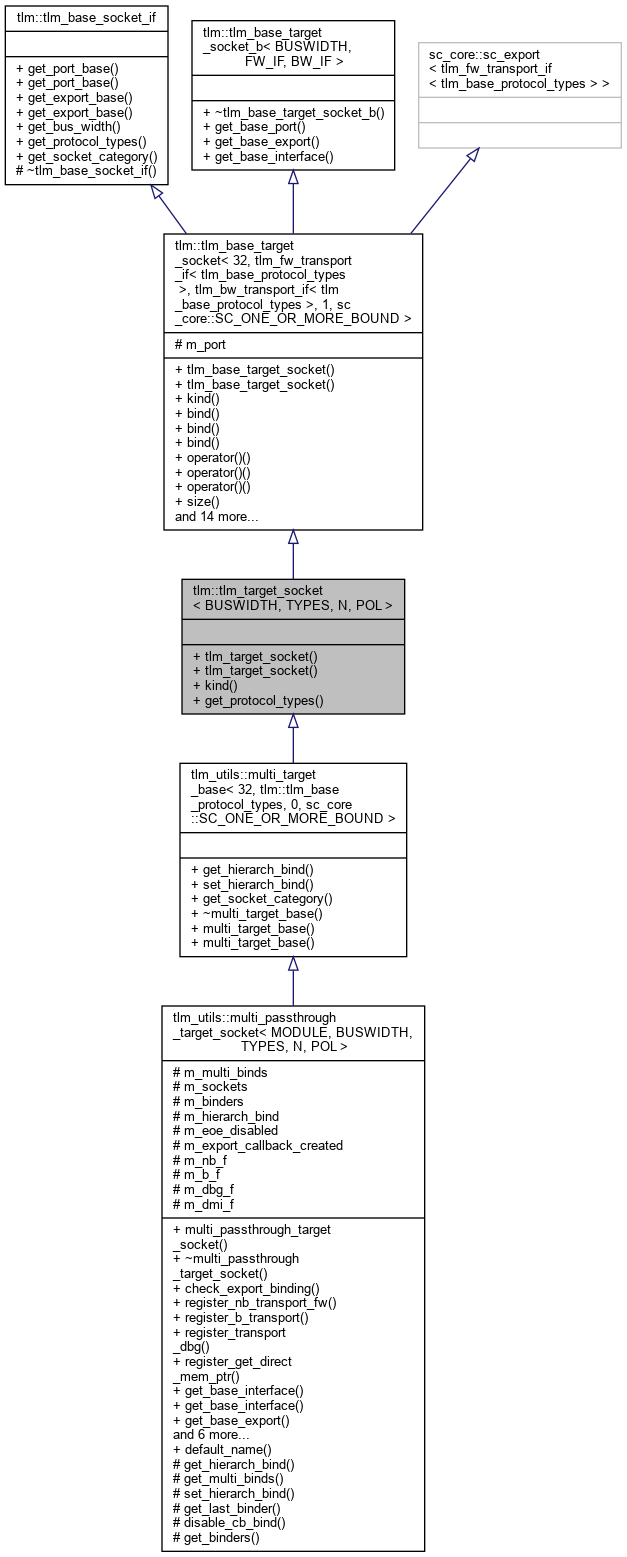 tlm::tlm_base_socket_if
+ get_port_base()
+ get_port_base()
+ get_export_base()
+ get_export_base()
+ get_bus_width()
+ get_protocol_types()
+ get_socket_category()
# ~tlm_base_socket_if()
tlm::tlm_base_target
_socket_b< BUSWIDTH,
FW_IF, BW_IF >
+ ~tlm_base_target_socket_b()
+ get_base_port()
+ get_base_export()
+ get_base_interface()
sc_core::sc_export
< tlm_fw_transport_if
< tlm_base_protocol_types > >
tlm::tlm_base_target
_socket< 32, tlm_fw_transport
_if< tlm_base_protocol_types
>, tlm_bw_transport_if< tlm
_base_protocol_types >, 1, sc
_core::SC_ONE_OR_MORE_BOUND >
# m_port
+ tlm_base_target_socket()
+ tlm_base_target_socket()
+ kind()
+ bind()
+ bind()
+ bind()
+ operator()()
+ operator()()
+ operator()()
+ size()
and 14 more...
tlm::tlm_target_socket
< BUSWIDTH, TYPES, N, POL >
+ tlm_target_socket()
+ tlm_target_socket()
+ kind()
+ get_protocol_types()
tlm_utils::multi_target
_base< 32, tlm::tlm_base
_protocol_types, 0, sc_core
::SC_ONE_OR_MORE_BOUND >
+ get_hierarch_bind()
+ set_hierarch_bind()
+ get_socket_category()
+ ~multi_target_base()
+ multi_target_base()
+ multi_target_base()
tlm_utils::multi_passthrough
_target_socket< MODULE, BUSWIDTH,
TYPES, N, POL >
# m_multi_binds
# m_sockets
# m_binders
# m_hierarch_bind
# m_eoe_disabled
# m_export_callback_created
# m_nb_f
# m_b_f
# m_dbg_f
# m_dmi_f
+ multi_passthrough_target
_socket()
+ ~multi_passthrough
_target_socket()
+ check_export_binding()
+ register_nb_transport_fw()
+ register_b_transport()
+ register_transport
_dbg()
+ register_get_direct
_mem_ptr()
+ get_base_interface()
+ get_base_interface()
+ get_base_export()
and 6 more...
+ default_name()
# get_hierarch_bind()
# get_multi_binds()
# set_hierarch_bind()
# get_last_binder()
# disable_cb_bind()
# get_binders()